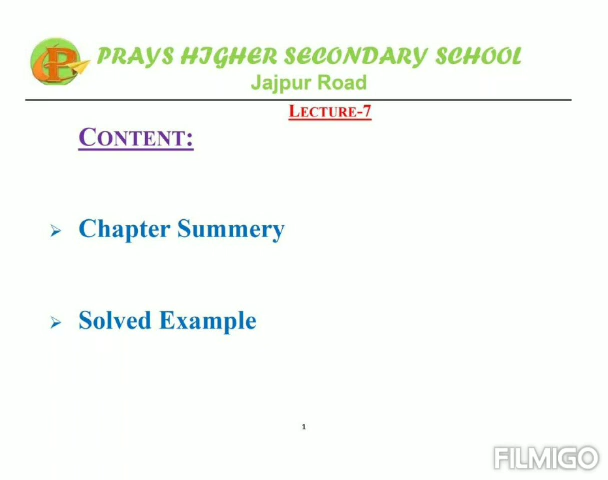 PRAYS HIGHER SECONDARY SCHOOL
Jajpur Road
LECTURE-7
CONTENT:
Chapter Summery
Solved Example
1
FILMIGO